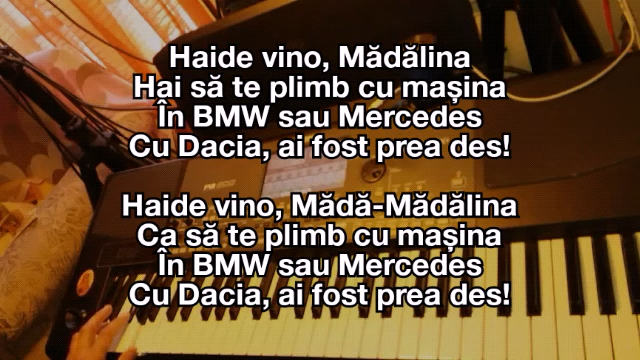 Haide vino, Mădălina
Hai să te plimb cu mașina
În BMW sau Mercedes
Cu Dacia, ai fost prea des!
Haide vino, Mădă-Mădălina
Ca să te plimb cu mașina
În BMW sau Mercedes
Cu Dacia, ai fost prea des!